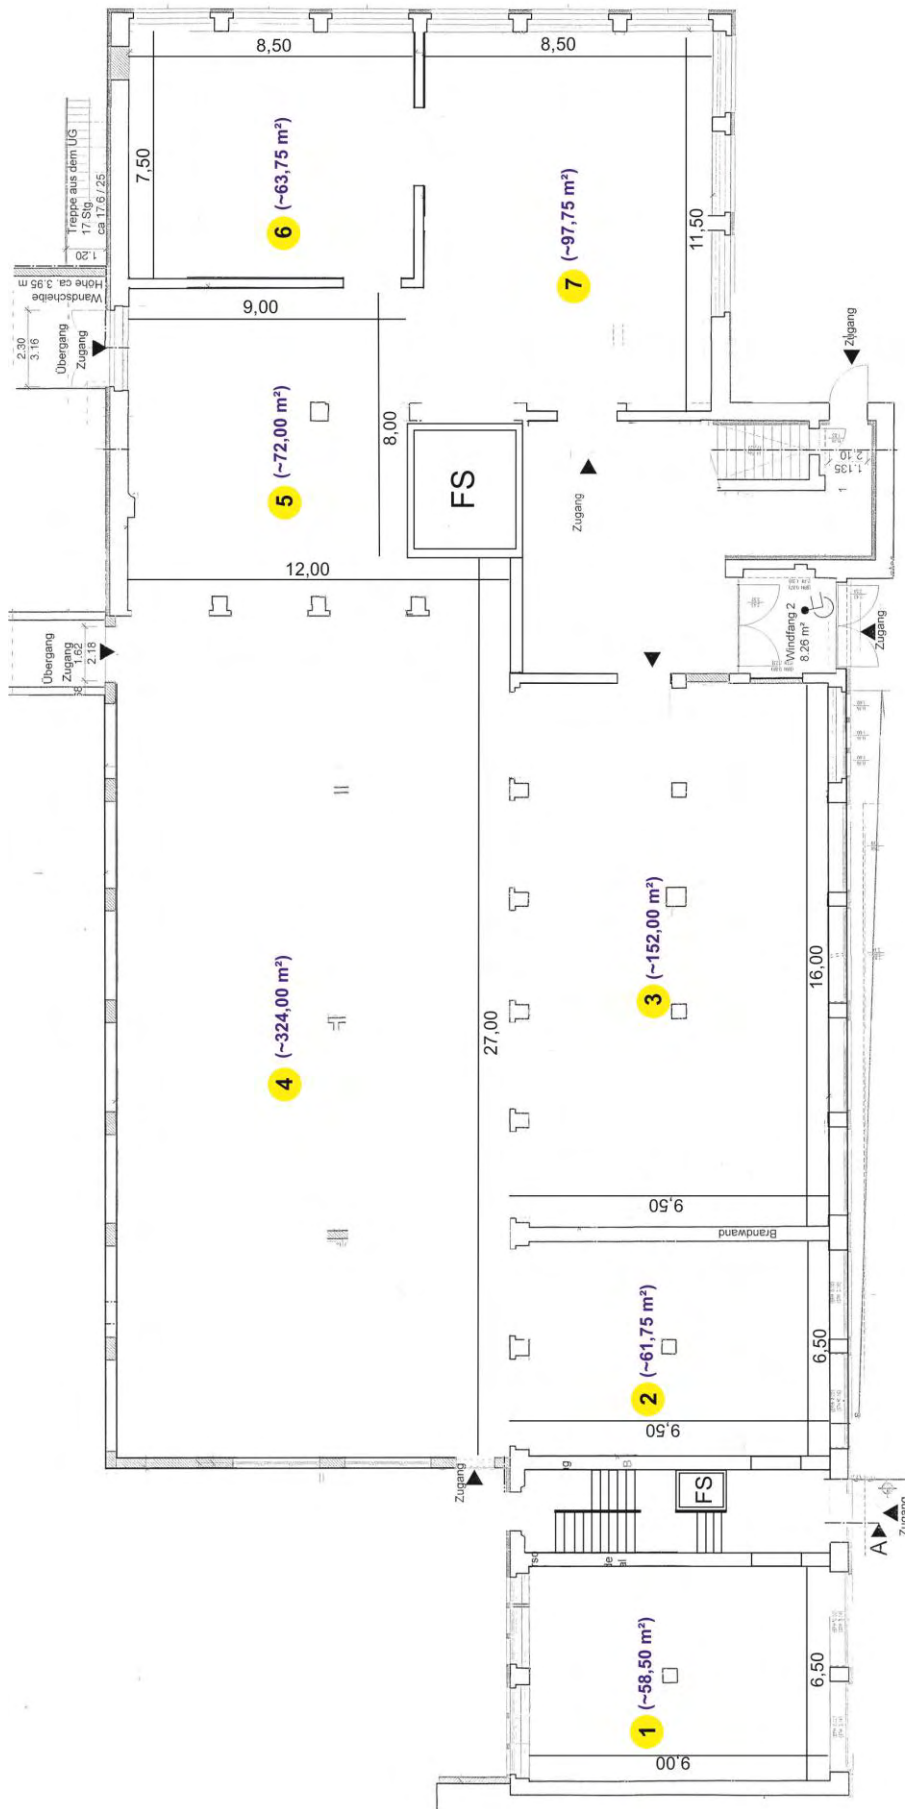 8,50
8,50
7,50
Treppe aus dem UG
17 Stg.
ca 17.6 / 25
1.20
Wandscheibe
Höhe ca. 3.95 m
6 (~63,75 m²)
7 (~97,75 m²)
11,50
2.30
3.16
Übergang
Zugang
9,00
5 (~72,00 m²)
8,00
FS
Zugang
Zugang
2.10
1.135
1
12,00
Übergang
Zugang
1.62
2.18
Windfang 2
8.26 m²
Zugang
4 (~324,00 m²)
27,00
3 (~152,00 m²)
16,00
9,50
Brandwand
2 (~61,75 m²)
6,50
9,50
Zugang
FS
B
A
Zugang
1 (~58,50 m²)
6,50
9,00